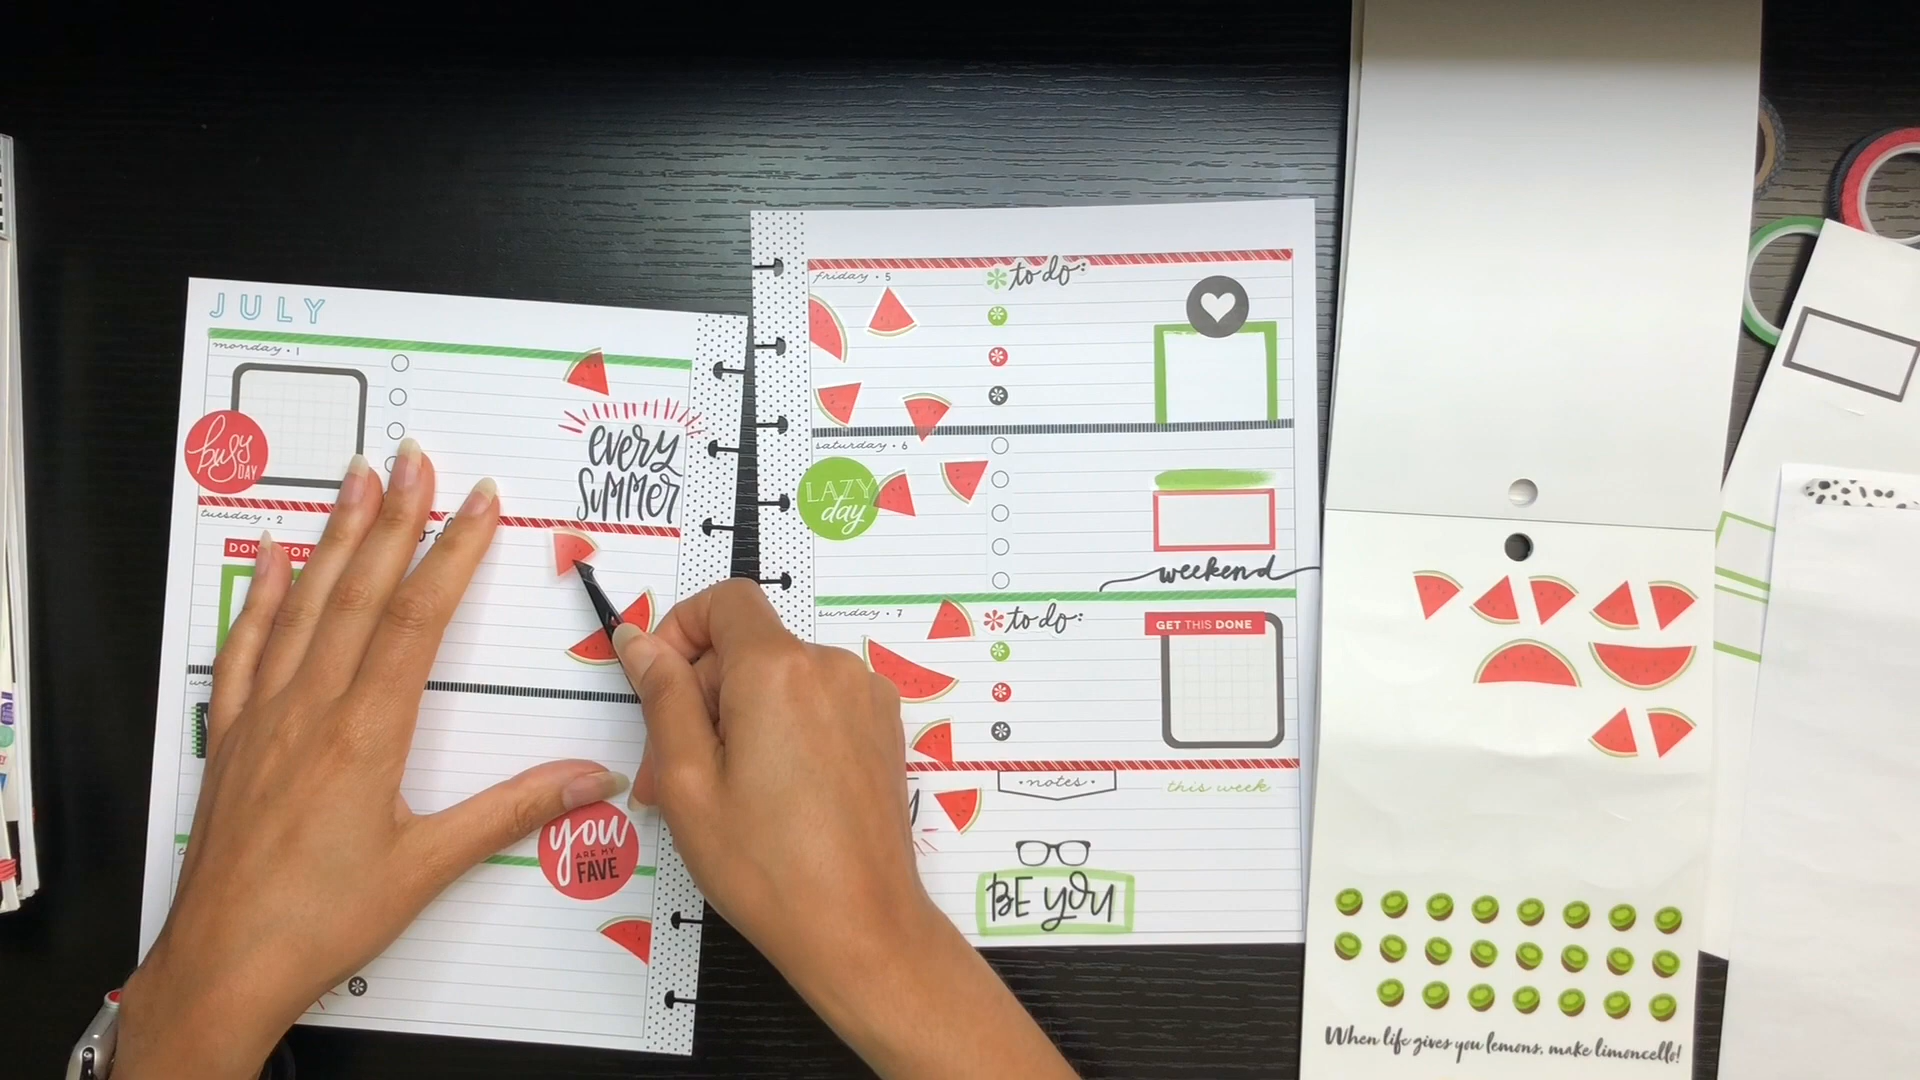 JULY
monday • 1
busy
DAY
every
SUMMER
tuesday • 2
you
ARE MY
FAVE
friday • 5
to do:
saturday • 6
LAZY
day
weekend
sunday • 7
to do:
GET THIS DONE
• notes •
this week
BE YOU
When life gives you lemons, make limoncello!